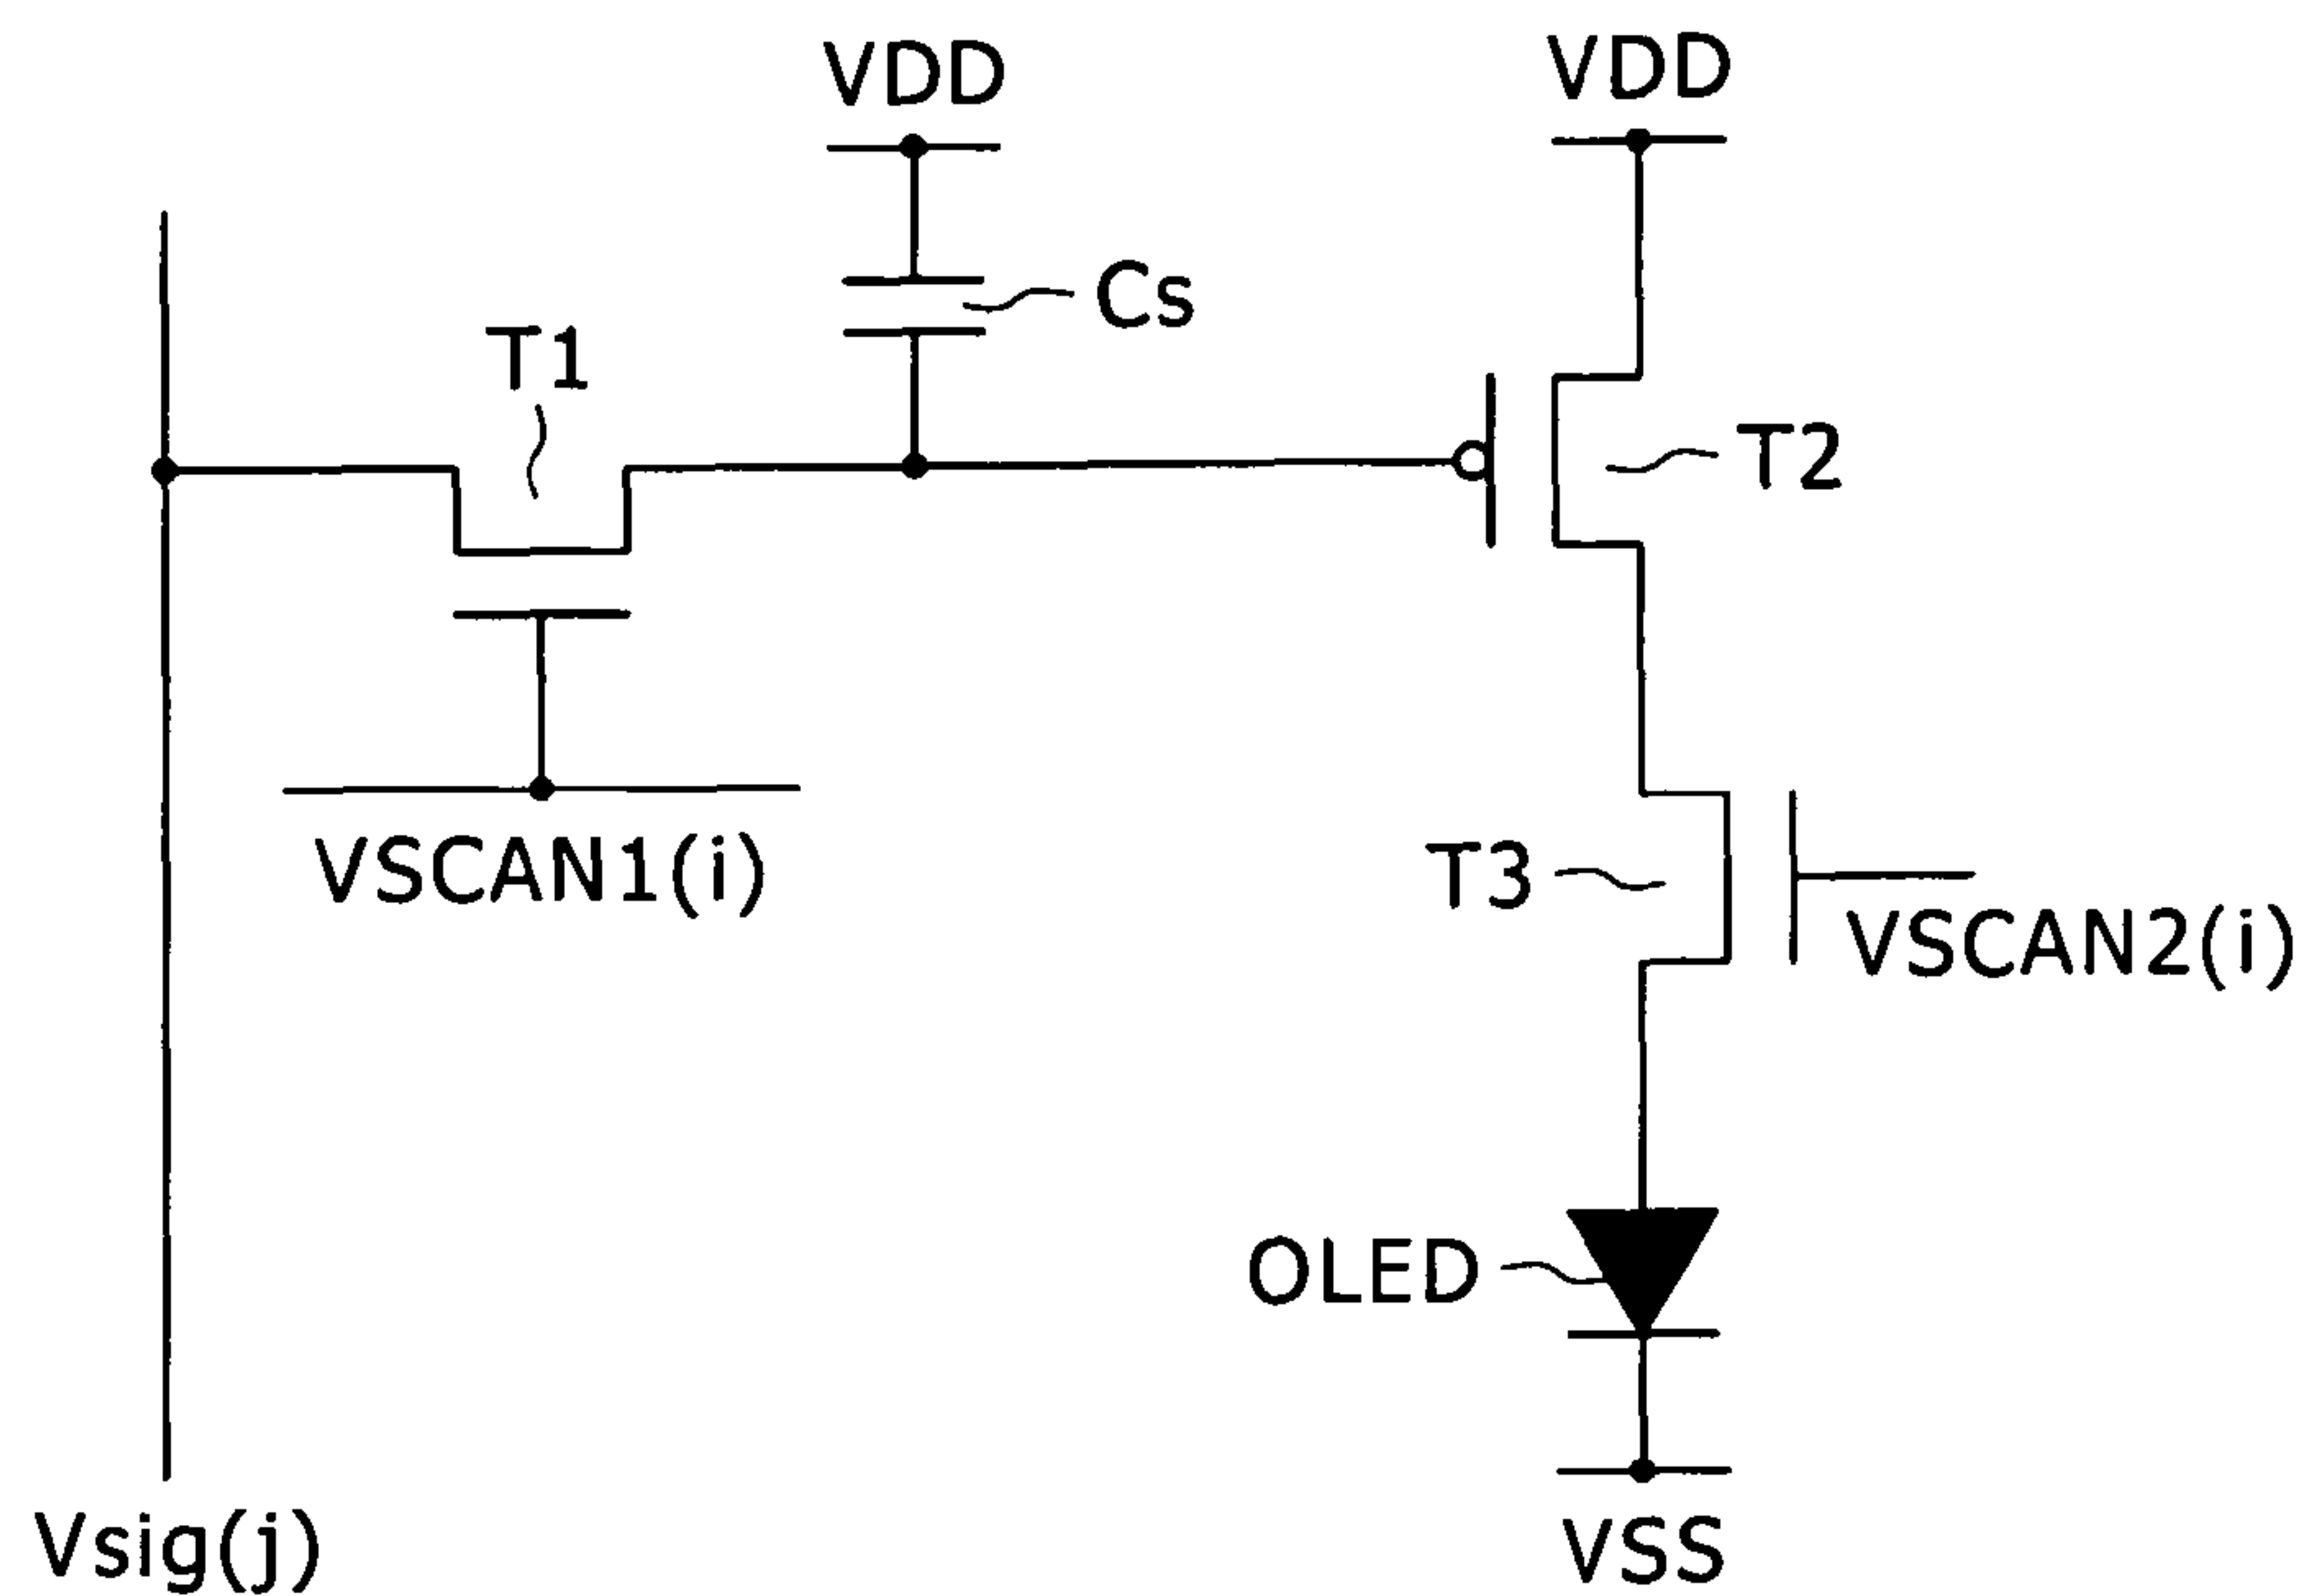 VDD
VDD
Cs
T1
T2
VSCAN1(i)
T3
VSCAN2(i)
OLED
Vsig(j)
VSS